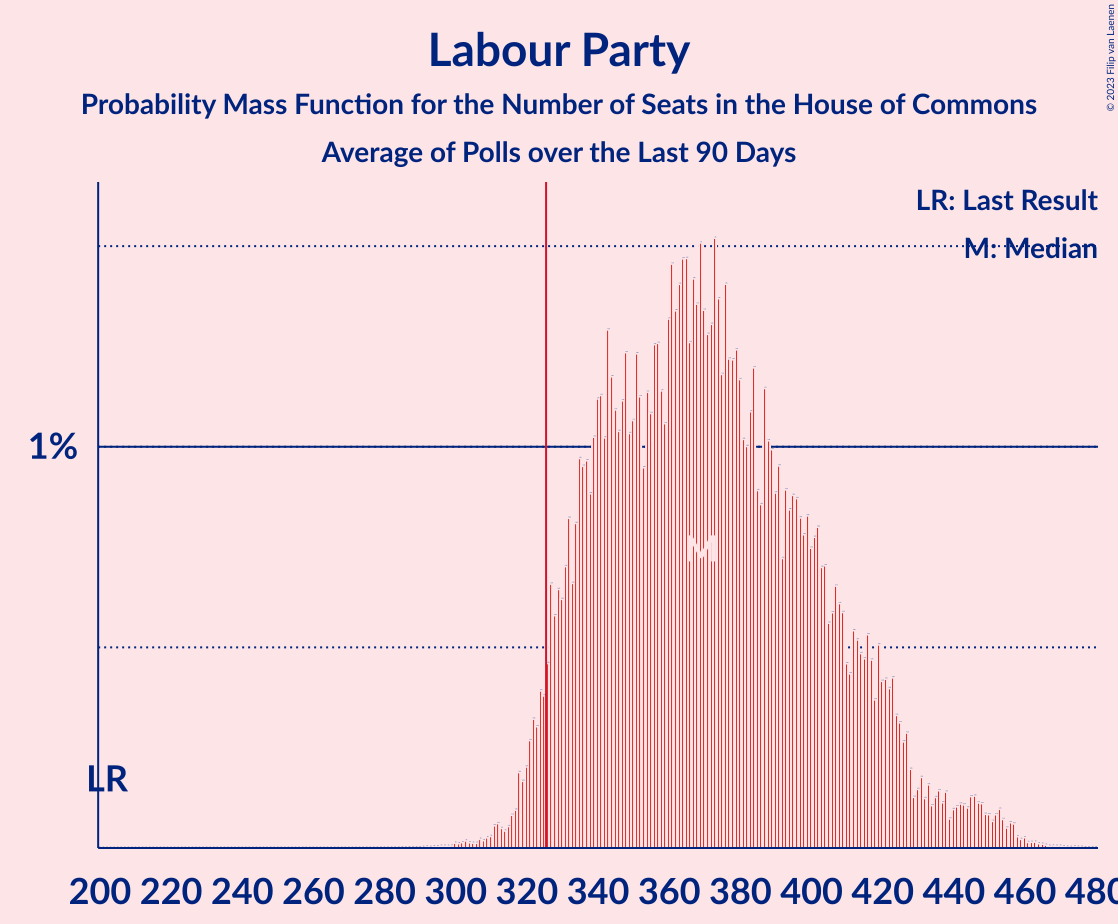 Labour Party
Probability Mass Function for the Number of Seats in the House of Commons
Average of Polls over the Last 90 Days
© 2023 Filip van Laenen
LR: Last Result
M: Median
1%
M
LR
200 220 240 260 280 300 320 340 360 380 400 420 440 460 480